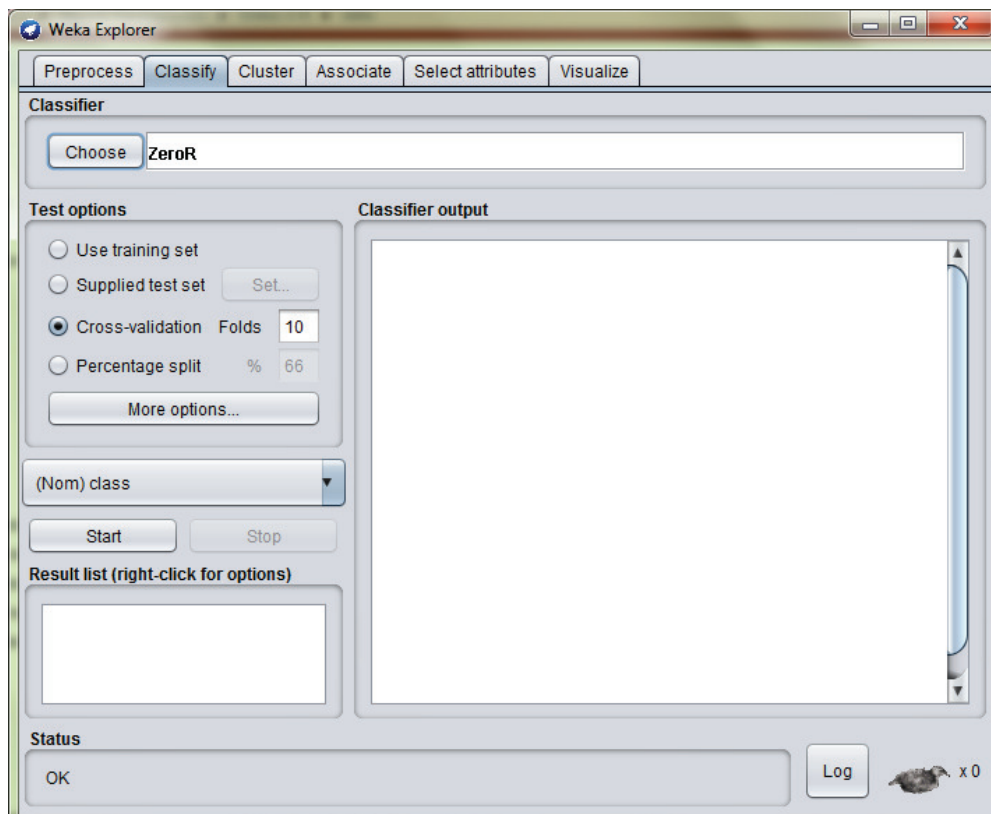 Weka Explorer
Preprocess Classify Cluster Associate Select attributes Visualize
Classifier
Choose ZeroR
Test options
Use training set
Supplied test set Set...
Cross-validation Folds 10
Percentage split % 66
More options...
(Nom) class
Start Stop
Result list (right-click for options)
Classifier output
Status
OK
Log
x 0